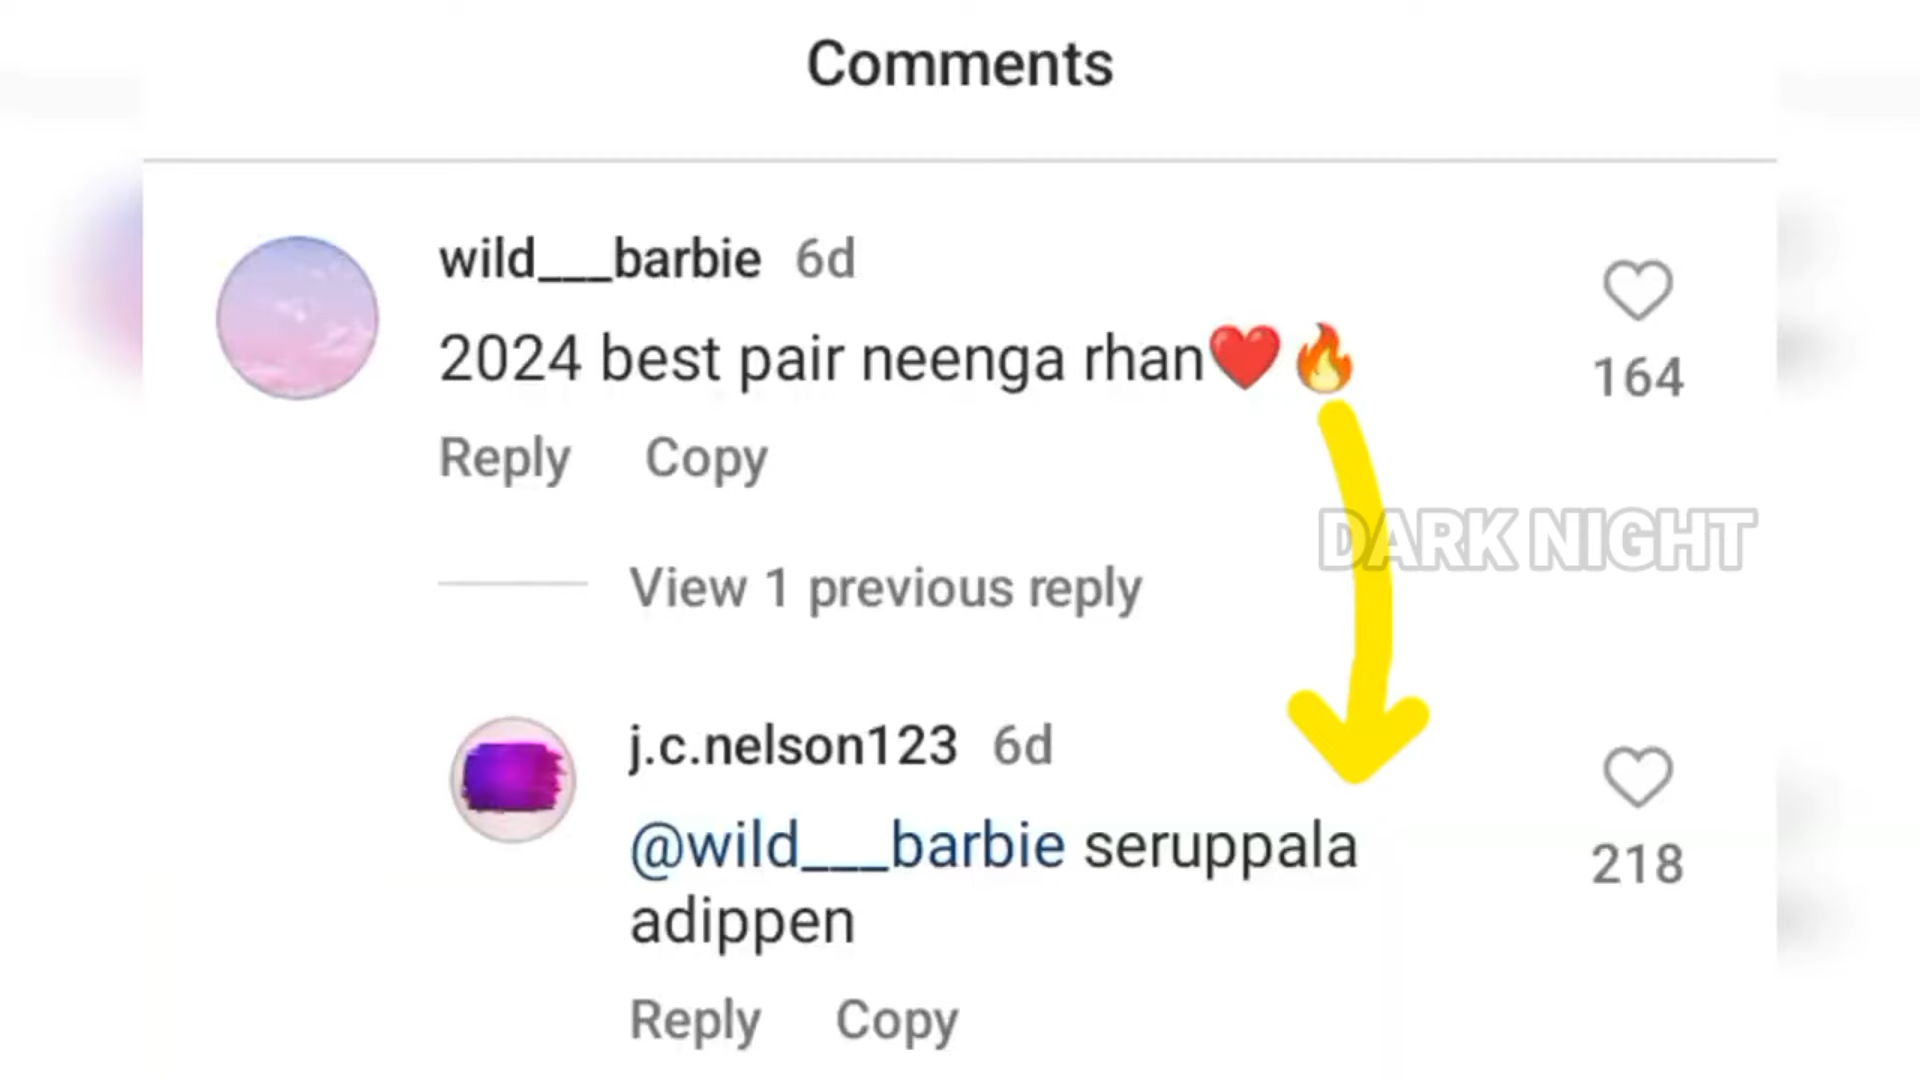 Comments
wild___barbie 6d
2024 best pair neenga rhan❤️🔥
164
Reply Copy
DARK NIGHT
View 1 previous reply
j.c.nelson123 6d
@wild___barbie seruppala
218
adippen
Reply Copy